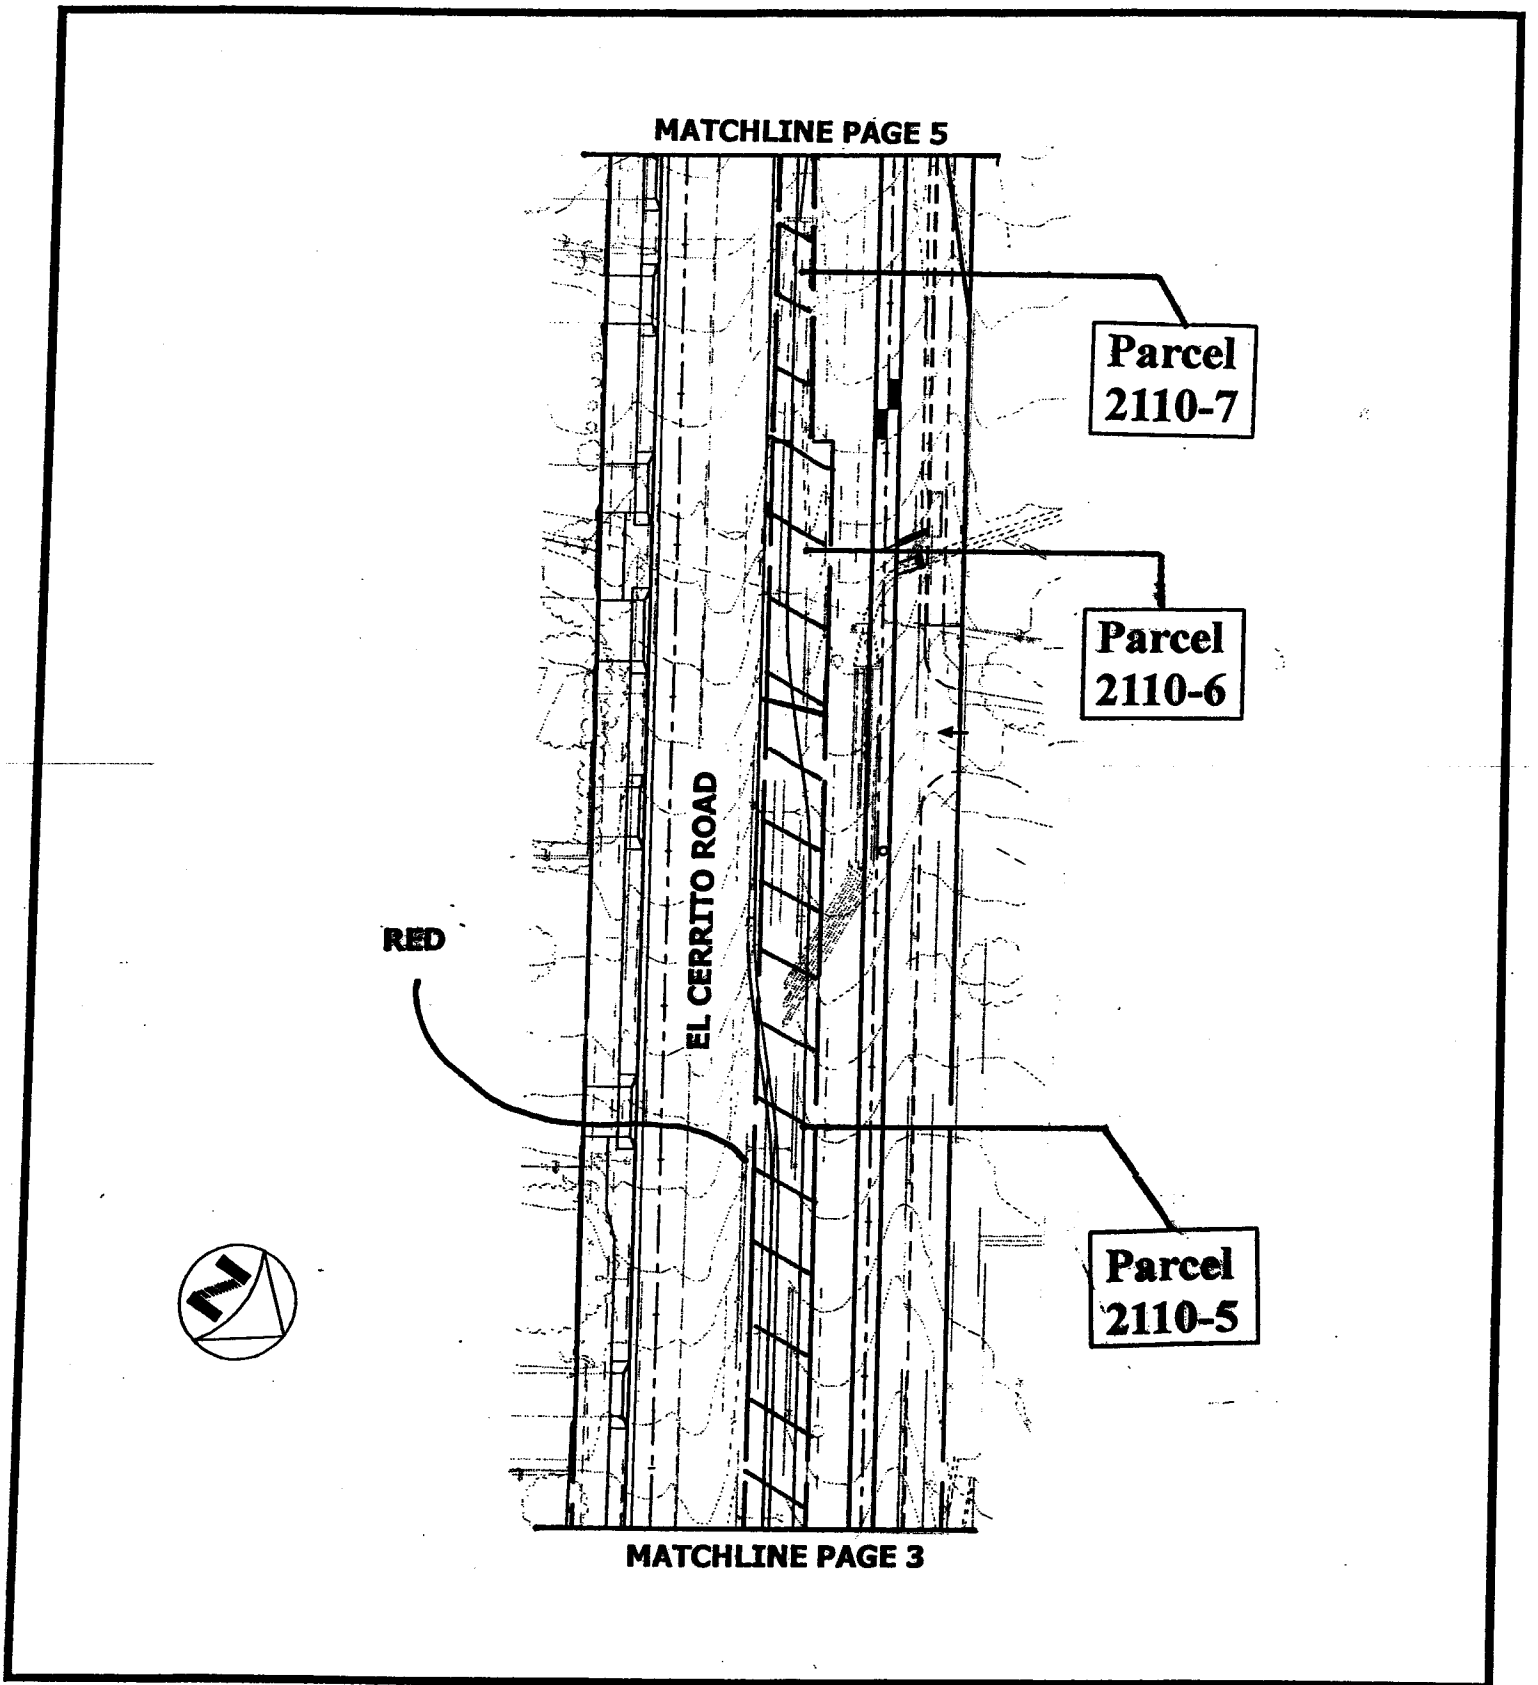 MATCHLINE PAGE 5
Parcel
2110-7
Parcel
2110-6
EL CERRITO ROAD
RED
Parcel
2110-5
N
MATCHLINE PAGE 3